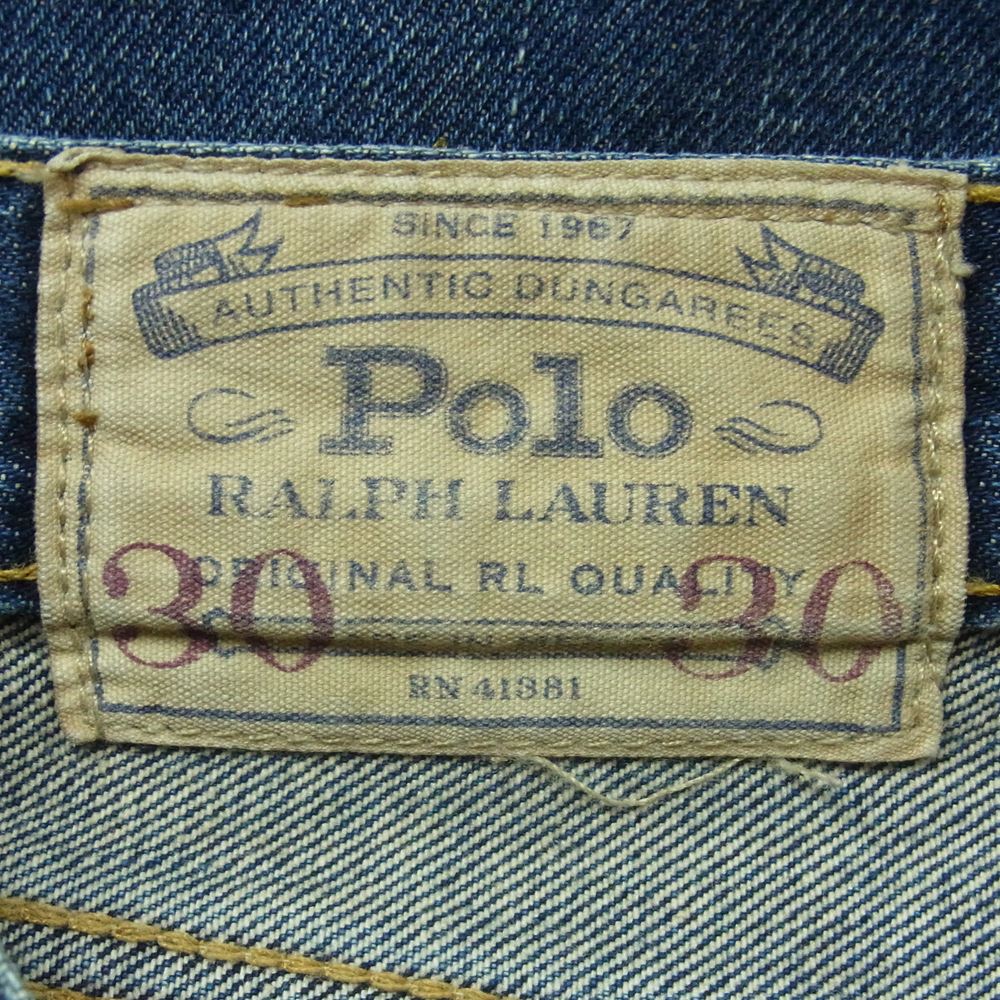 SINCE 1967
AUTHENTIC DUNGAREES
Polo
RALPH LAUREN
ORIGINAL RL QUALITY
30 30
RN 41381